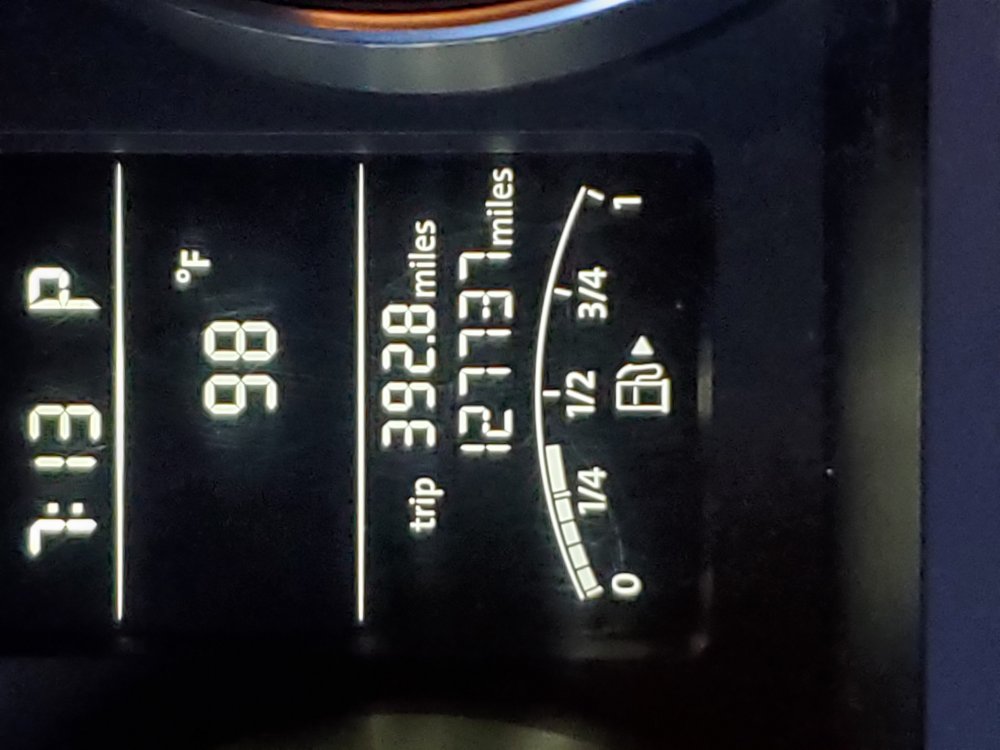 7:13 P
98 °F
trip 392.8 miles
127737 miles
0 1/4 1/2 3/4 1